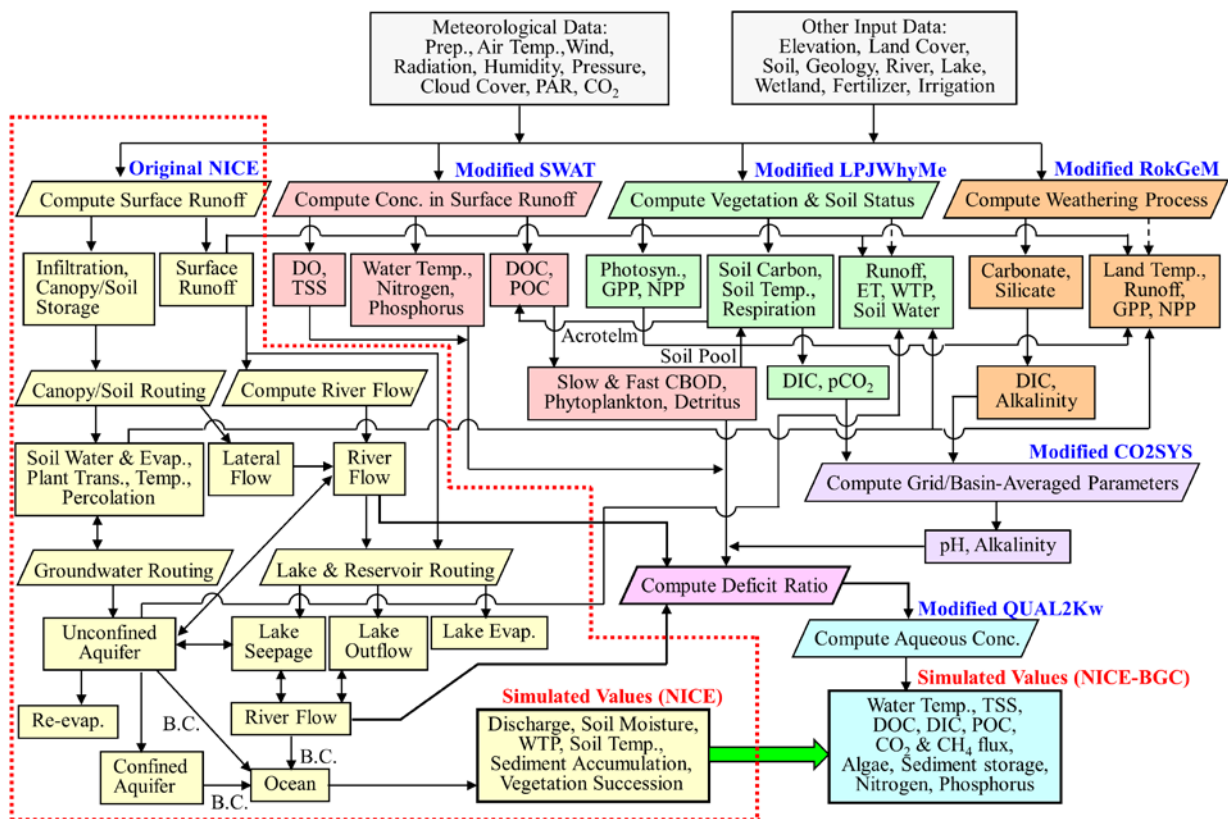 Meteorological Data:
Prep., Air Temp.,Wind,
Radiation, Humidity, Pressure,
Cloud Cover, PAR, CO₂
Other Input Data:
Elevation, Land Cover,
Soil, Geology, River, Lake,
Wetland, Fertilizer, Irrigation
Original NICE
Modified SWAT
Modified LPJWhyMe
Modified RokGeM
Compute Surface Runoff
Compute Conc. in Surface Runoff
Compute Vegetation & Soil Status
Compute Weathering Process
Infiltration,
Canopy/Soil
Storage
Surface
Runoff
DO,
TSS
Water Temp.,
Nitrogen,
Phosphorus
DOC,
POC
Photosyn.,
GPP, NPP
Soil Carbon,
Soil Temp.,
Respiration
Runoff,
ET, WTP,
Soil Water
Carbonate,
Silicate
Land Temp.,
Runoff,
GPP, NPP
Acrotelm
Soil Pool
Canopy/Soil Routing
Compute River Flow
Slow & Fast CBOD,
Phytoplankton, Detritus
DIC, pCO₂
DIC,
Alkalinity
Soil Water & Evap.,
Plant Trans., Temp.,
Percolation
Lateral
Flow
River
Flow
Modified CO2SYS
Compute Grid/Basin-Averaged Parameters
pH, Alkalinity
Groundwater Routing
Lake & Reservoir Routing
Compute Deficit Ratio
Modified QUAL2Kw
Compute Aqueous Conc.
Unconfined
Aquifer
Lake
Seepage
Lake
Outflow
Lake Evap.
Re-evap.
B.C.
River Flow
B.C.
Confined
Aquifer
B.C.
Ocean
Simulated Values (NICE)
Discharge, Soil Moisture,
WTP, Soil Temp.,
Sediment Accumulation,
Vegetation Succession
Simulated Values (NICE-BGC)
Water Temp., TSS,
DOC, DIC, POC,
CO₂ & CH₄ flux,
Algae, Sediment storage,
Nitrogen, Phosphorus